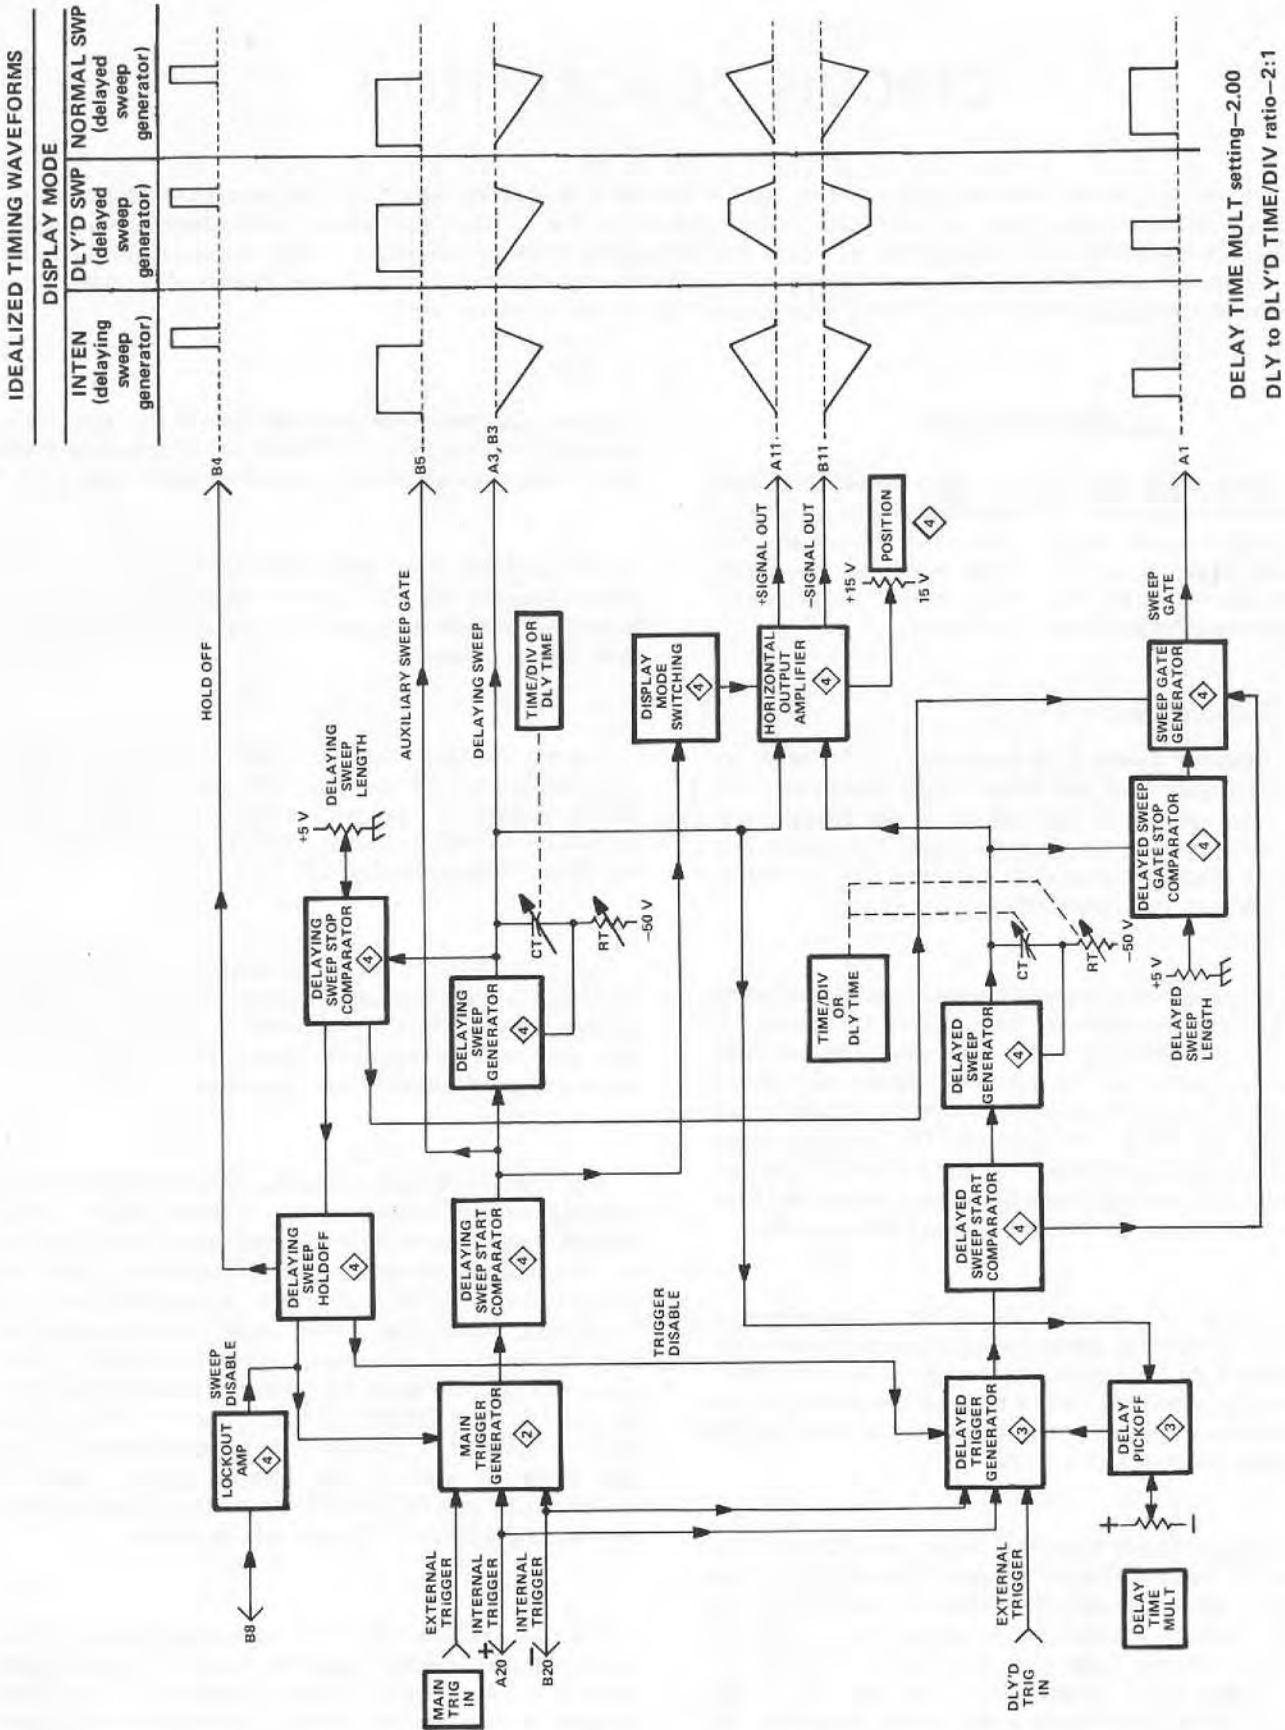 IDEALIZED TIMING WAVEFORMS
DISPLAY MODE
INTEN
(delaying
sweep
generator)
DLY'D SWP
(delayed
sweep
generator)
NORMAL SWP
(delayed
sweep
generator)
B4
B5
A3, B3
A11
B11
A1
DELAY TIME MULT setting—2.00
DLY to DLY'D TIME/DIV ratio—2:1
HOLD OFF
AUXILIARY SWEEP GATE
DELAYING SWEEP
+5 V
DELAYING
SWEEP
LENGTH
DELAYING
SWEEP STOP
COMPARATOR
4
TIME/DIV OR
DLY TIME
CT
RT
−50 V
DELAYING
SWEEP
GENERATOR
4
DELAYING
SWEEP
HOLDOFF
4
DELAYING
SWEEP START
COMPARATOR
4
SWEEP
DISABLE
LOCKOUT
AMP
4
B8
MAIN
TRIGGER
GENERATOR
2
EXTERNAL
TRIGGER
MAIN
TRIG
IN
INTERNAL
TRIGGER
+
A20
INTERNAL
TRIGGER
−
B20
TRIGGER
DISABLE
DISPLAY
MODE
SWITCHING
4
+SIGNAL OUT
−SIGNAL OUT
HORIZONTAL
OUTPUT
AMPLIFIER
4
+15 V
15 V
POSITION
4
TIME/DIV
OR
DLY TIME
CT
RT
−50 V
DELAYED
SWEEP
GENERATOR
4
DELAYED
SWEEP START
COMPARATOR
4
DELAYED
TRIGGER
GENERATOR
3
EXTERNAL
TRIGGER
DLY'D
TRIG
IN
DELAY
PICKOFF
3
+
−
DELAY
TIME
MULT
+5 V
DELAYED
SWEEP
LENGTH
DELAYED SWEEP
GATE STOP
COMPARATOR
4
SWEEP GATE
GENERATOR
4
SWEEP
GATE